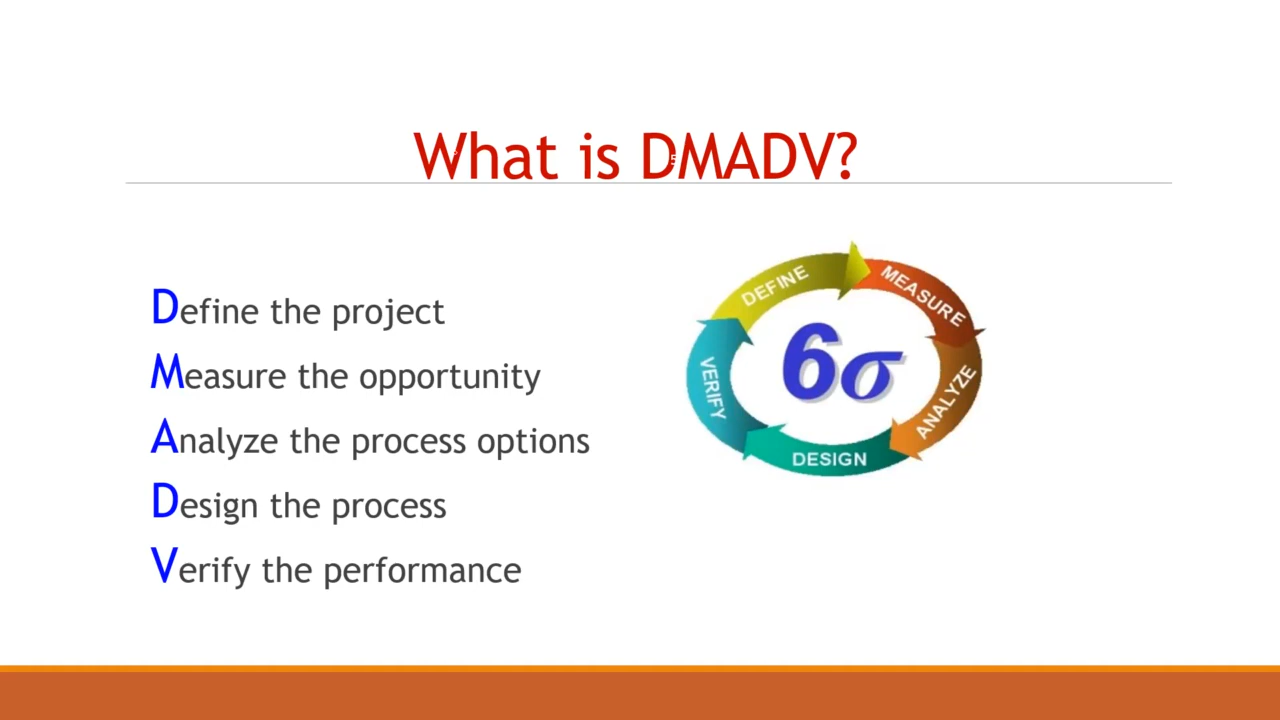 What is DMADV?
Define the project
Measure the opportunity
Analyze the process options
Design the process
Verify the performance
DEFINE
MEASURE
ANALYZE
DESIGN
VERIFY
6σ